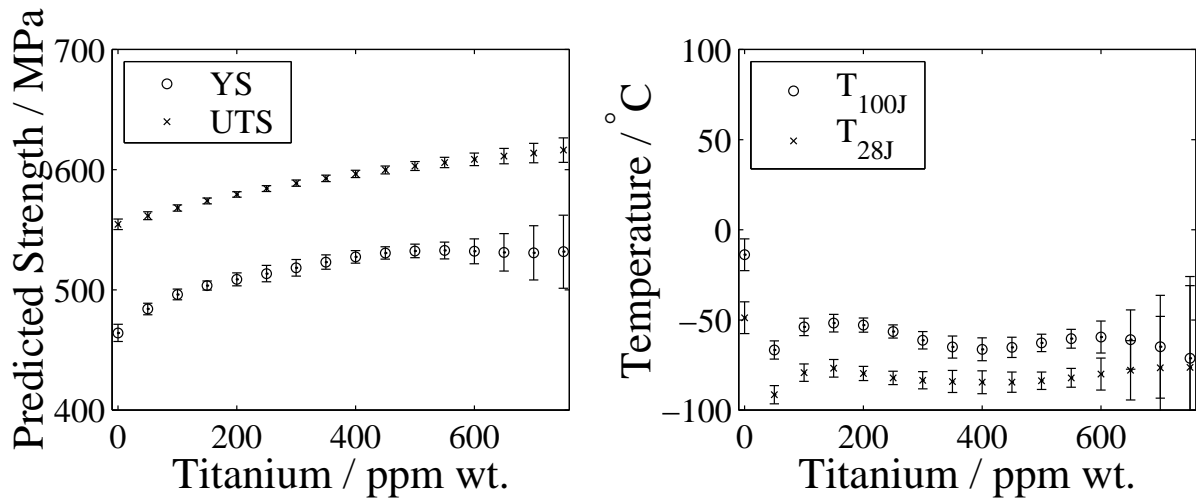 Predicted Strength / MPa
700
600
500
400
YS
UTS
0
200
400
600
Titanium / ppm wt.
Temperature / °C
100
50
0
−50
−100
T100J
T28J
0
200
400
600
Titanium / ppm wt.